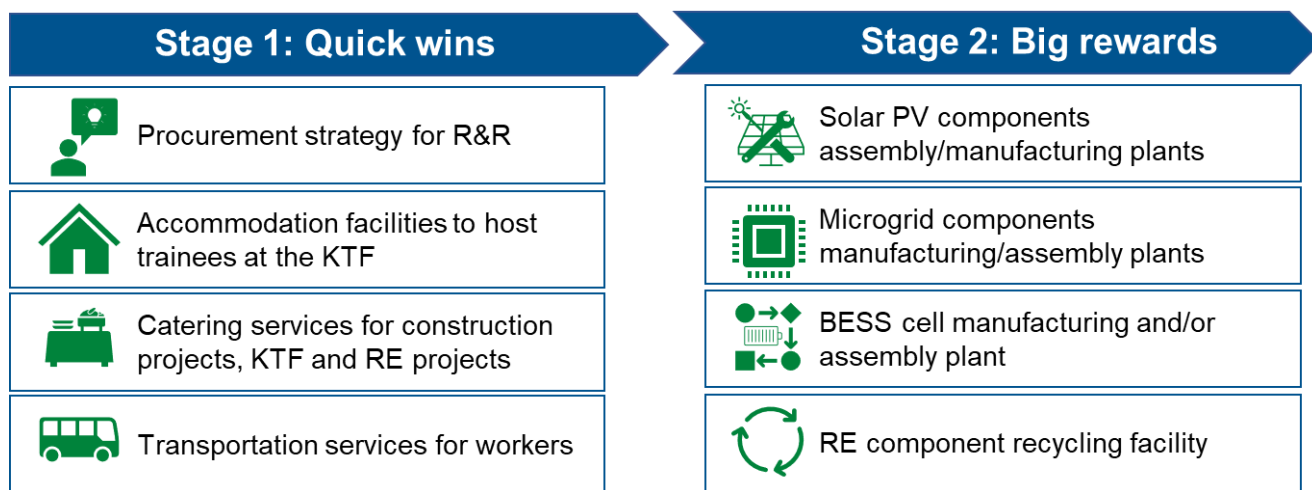 Stage 1: Quick wins
Procurement strategy for R&R
Accommodation facilities to host
trainees at the KTF
Catering services for construction
projects, KTF and RE projects
Transportation services for workers
Stage 2: Big rewards
Solar PV components
assembly/manufacturing plants
Microgrid components
manufacturing/assembly plants
BESS cell manufacturing and/or
assembly plant
RE component recycling facility